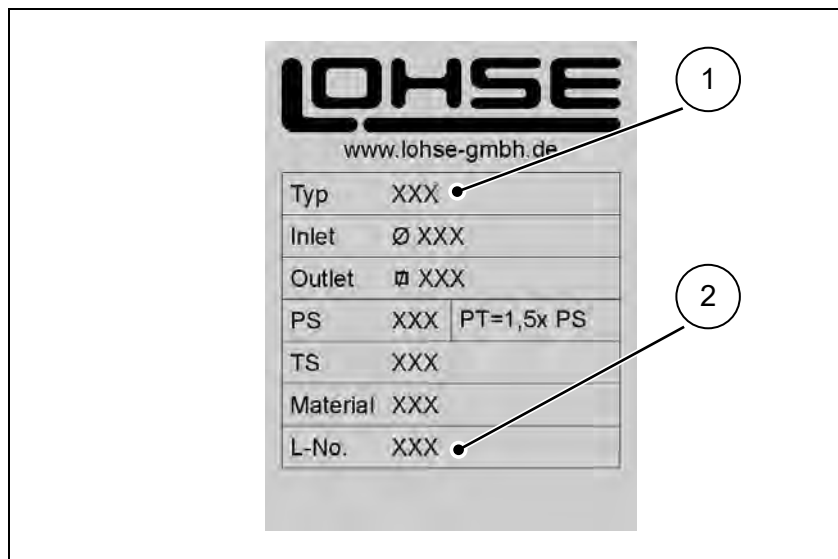 LOHSE
www.lohse-gmbh.de
1
Typ XXX
Inlet Ø XXX
Outlet ¤ XXX
PS XXX PT=1,5x PS
2
TS XXX
Material XXX
L-No. XXX